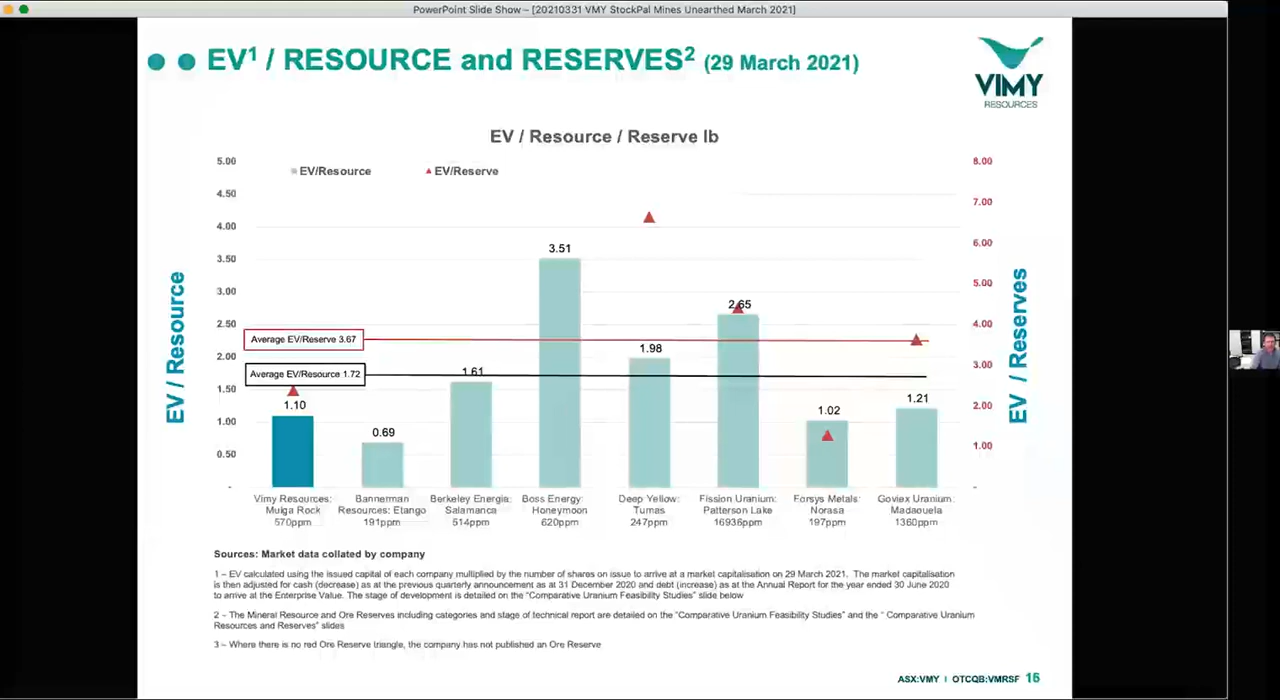 PowerPoint Slide Show – [20210331 VMY StockPal Mines Unearthed March 2021]
EV1 / RESOURCE and RESERVES2 (29 March 2021)
VIMY
RESOURCES
EV / Resource / Reserve lb
EV/Resource
EV/Reserve
5.00
4.50
4.00
3.50
3.00
2.50
2.00
1.50
1.00
0.50
-
EV / Resource
8.00
7.00
6.00
5.00
4.00
3.00
2.00
1.00
-
EV / Reserves
Average EV/Reserve 3.67
Average EV/Resource 1.72
1.10
0.69
1.61
3.51
1.98
2.65
1.02
1.21
Vimy Resources:
Mulga Rock
570ppm
Bannerman
Resources: Etango
191ppm
Berkeley Energia:
Salamanca
514ppm
Boss Energy:
Honeymoon
620ppm
Deep Yellow:
Tumas
247ppm
Fission Uranium:
Patterson Lake
16936ppm
Forsys Metals:
Norasa
197ppm
Goviex Uranium:
Madaouela
1360ppm
Sources: Market data collated by company
1 – EV calculated using the issued capital of each company multiplied by the number of shares on issue to arrive at a market capitalisation on 29 March 2021. The market capitalisation
is then adjusted for cash (decrease) as at the previous quarterly announcement as at 31 December 2020 and debt (increase) as at the Annual Report for the year ended 30 June 2020
to arrive at the Enterprise Value. The stage of development is detailed on the "Comparative Uranium Feasibility Studies" slide below
2 – The Mineral Resource and Ore Reserves including categories and stage of technical report are detailed on the "Comparative Uranium Feasibility Studies" and the " Comparative Uranium
Resources and Reserves" slides
3 – Where there is no red Ore Reserve triangle, the company has not published an Ore Reserve
ASX:VMY I OTCQB:VMRSF 16